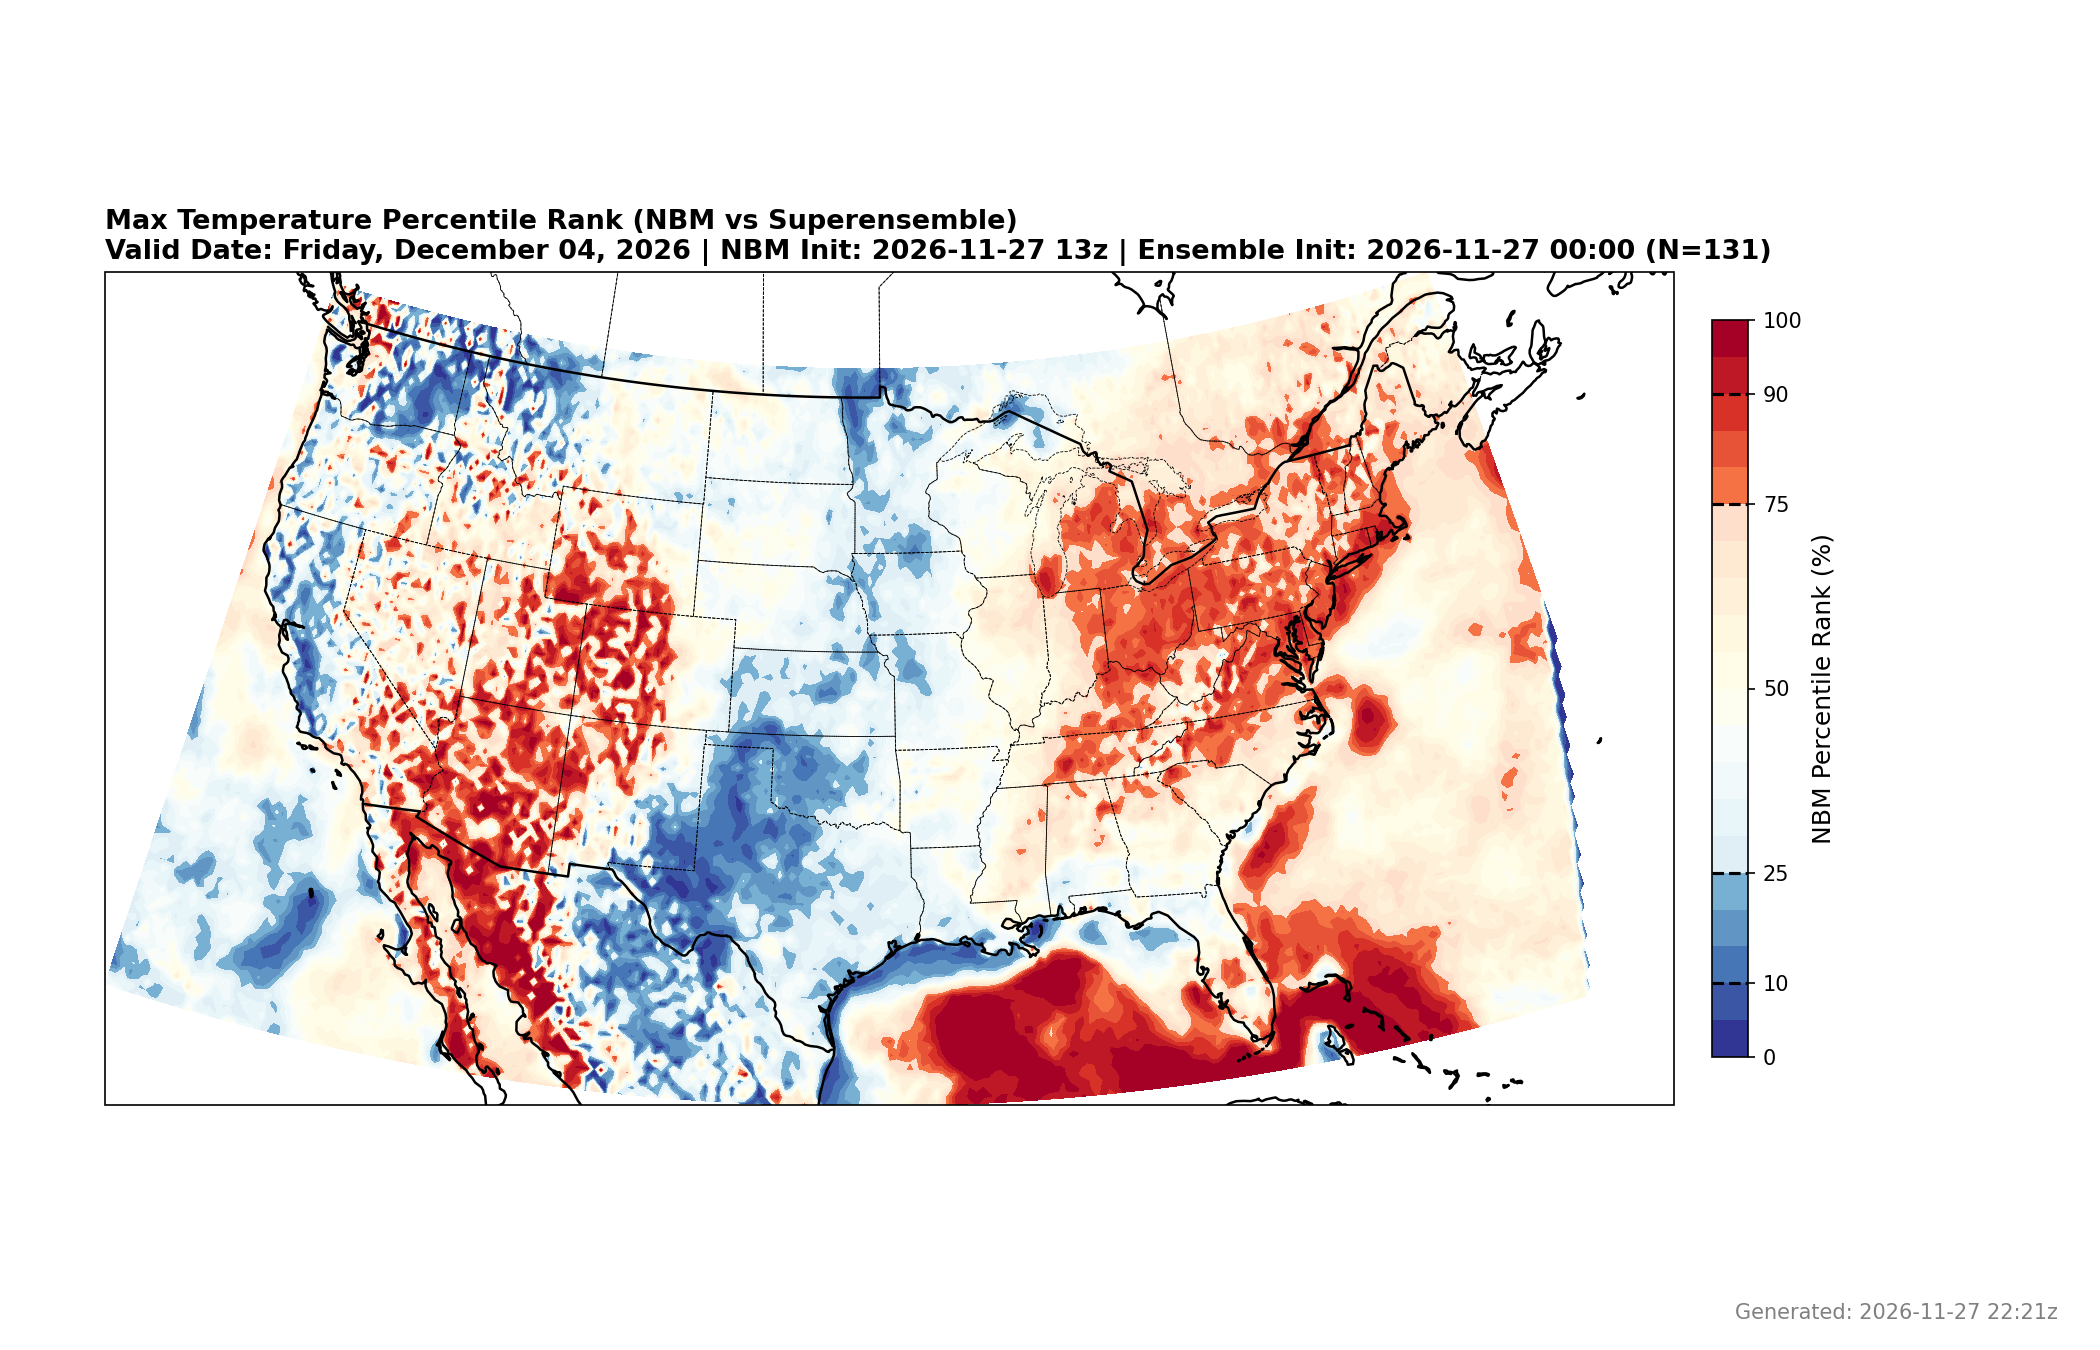 Max Temperature Percentile Rank (NBM vs Superensemble)
Valid Date: Friday, December 04, 2026 | NBM Init: 2026-11-27 13z | Ensemble Init: 2026-11-27 00:00 (N=131)
100
90
75
50
25
10
0
NBM Percentile Rank (%)
Generated: 2026-11-27 22:21z